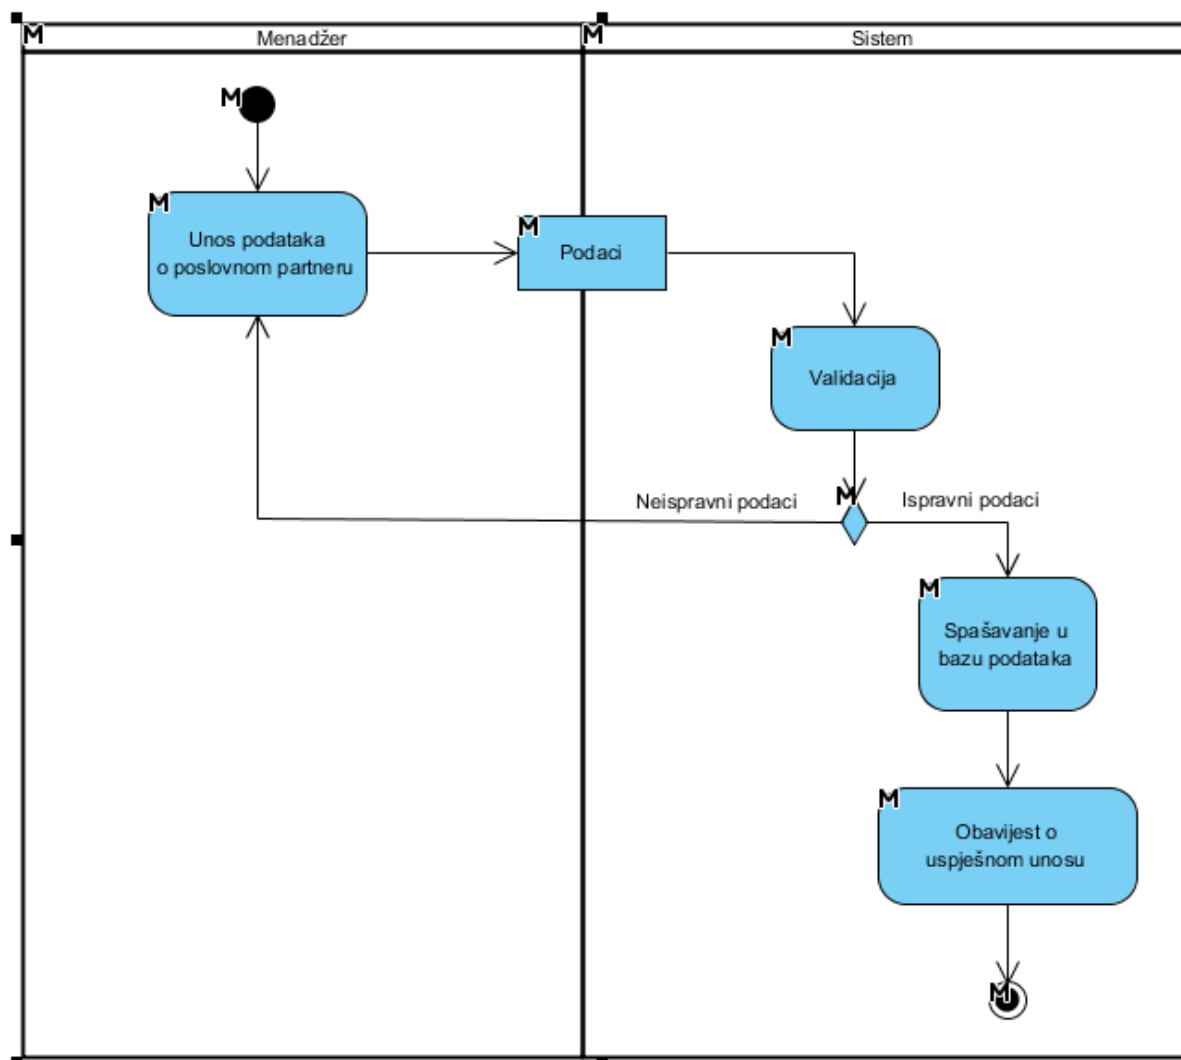 M
Menadžer
M
Sistem
M
M
Unos podataka
o poslovnom partneru
M
Podaci
M
Validacija
Neispravni podaci
M
Ispravni podaci
M
Spašavanje u
bazu podataka
M
Obavijest o
uspješnom unosu
M